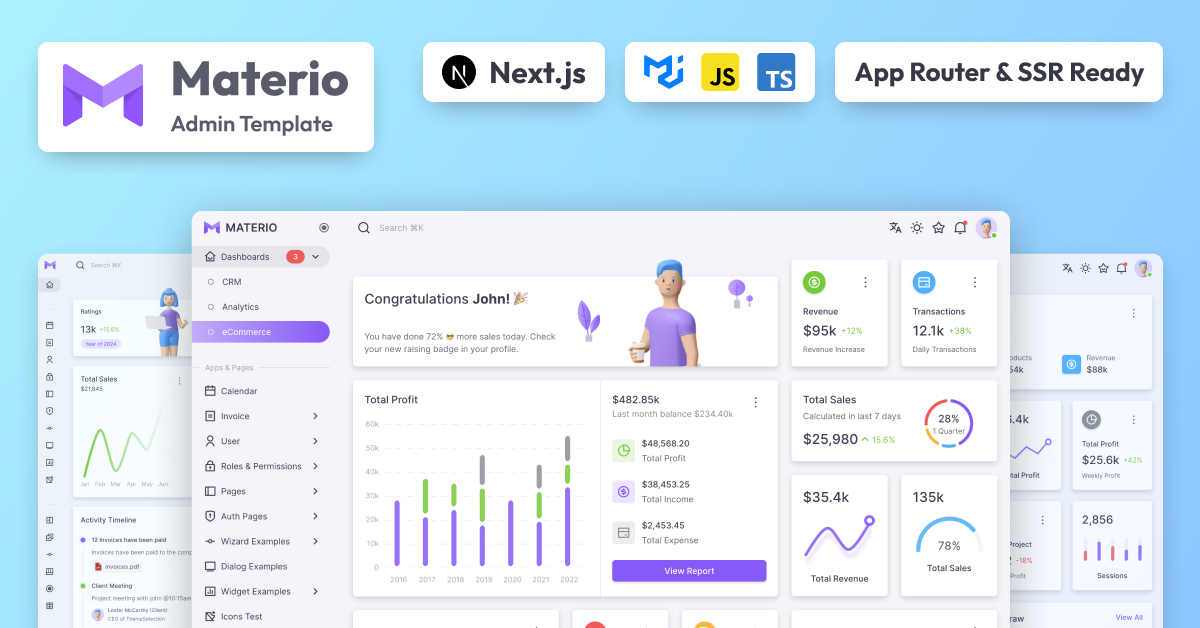 Materio
Admin Template
Next.js
JS
TS
App Router & SSR Ready
MATERIO
Search ⌘K
Dashboards 3
CRM
Analytics
eCommerce
Apps & Pages
Calendar
Invoice
User
Roles & Permissions
Pages
Auth Pages
Wizard Examples
Dialog Examples
Widget Examples
Icons Test
Congratulations John! 🎉
You have done 72% 😎 more sales today. Check
your new raising badge in your profile.
Revenue
$95k +12%
Revenue Increase
Transactions
12.1k +38%
Daily Transactions
Total Profit
60k
50k
40k
30k
20k
10k
0
2016 2017 2018 2019 2020 2021 2022
$482.85k
Last month balance $234.40k
$48,568.20
Total Profit
$38,453.25
Total Income
$2,453.45
Total Expense
View Report
Total Sales
Calculated in last 7 days
$25,980 15.6%
28%
1 Quarter
$35.4k
Total Revenue
135k
78%
Total Sales
Search ⌘K
Ratings
13k +15.6%
Year of 2024
Total Sales
$21,845
Jan Feb Mar Apr May Jun
Activity Timeline
12 Invoices have been paid
Invoices have been paid to the comp
invoices.pdf
Client Meeting
Project meeting with john @10:15am
Lester McCarthy (Client)
CEO of ThemeSelection
oducts
54k
Revenue
$88k
5.4k
tal Profit
Total Profit
$25.6k +42%
Weekly Profit
Project
-18%
Profit
2,856
Sessions
raw
View All